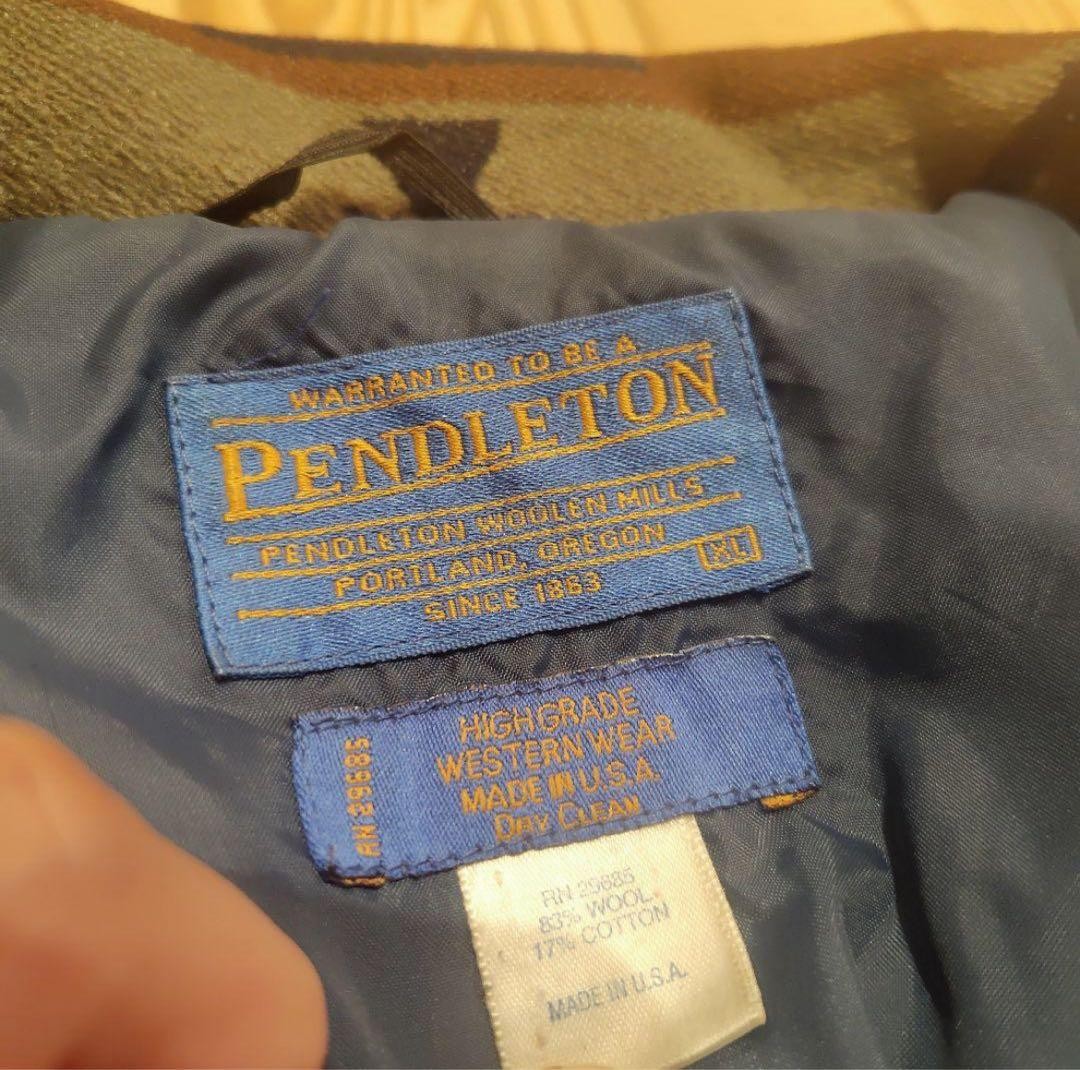 WARRANTED TO BE A
PENDLETON
PENDLETON WOOLEN MILLS
PORTLAND, OREGON
XL
SINCE 1863
HIGHGRADE
WESTERN WEAR
MADE IN U.S.A.
DRY CLEAN
RN 29685
RN 29685
83% WOOL
17% COTTON
MADE IN U.S.A.